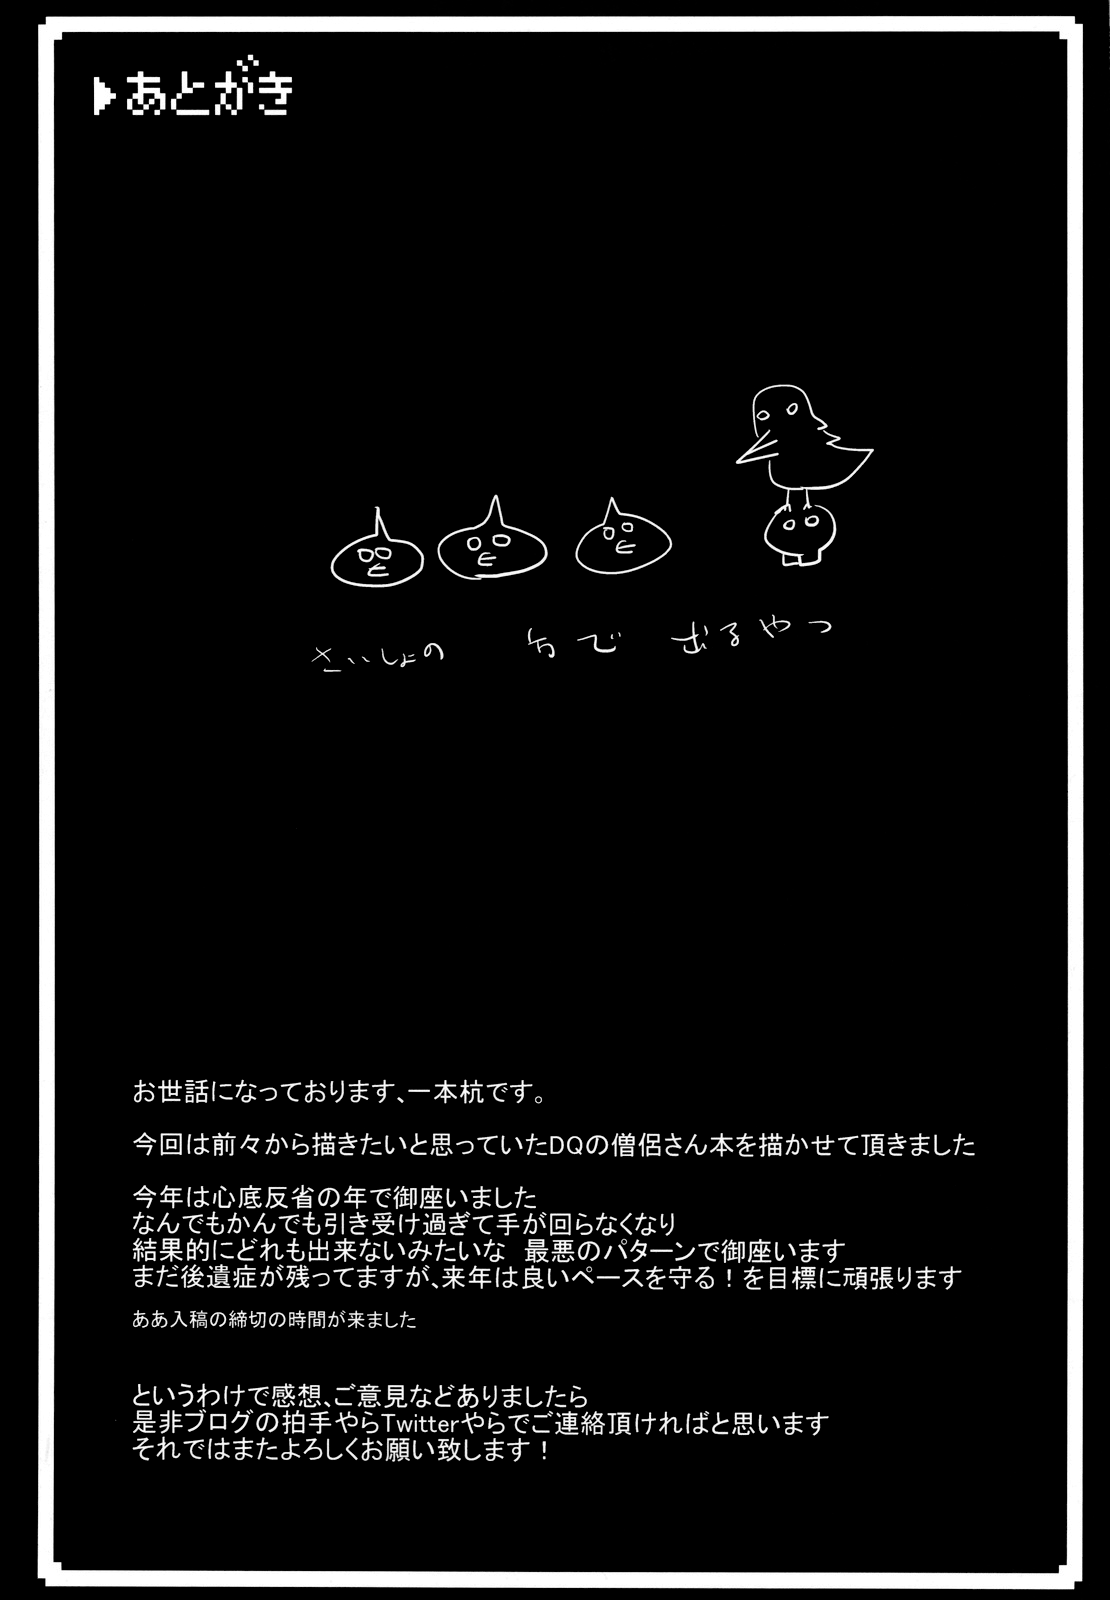 ▶あとがき
さいしょの 方で 出るやつ
お世話になっております、一本杭です。
今回は前々から描きたいと思っていたDQの僧侶さん本を描かせて頂きました
今年は心底反省の年で御座いました
なんでもかんでも引き受け過ぎて手が回らなくなり
結果的にどれも出来ないみたいな 最悪のパターンで御座います
まだ後遺症が残ってますが、来年は良いペースを守る！を目標に頑張ります
ああ入稿の締切の時間が来ました
というわけで感想、ご意見などありましたら
是非ブログの拍手やらTwitterやらでご連絡頂ければと思います
それではまたよろしくお願い致します！